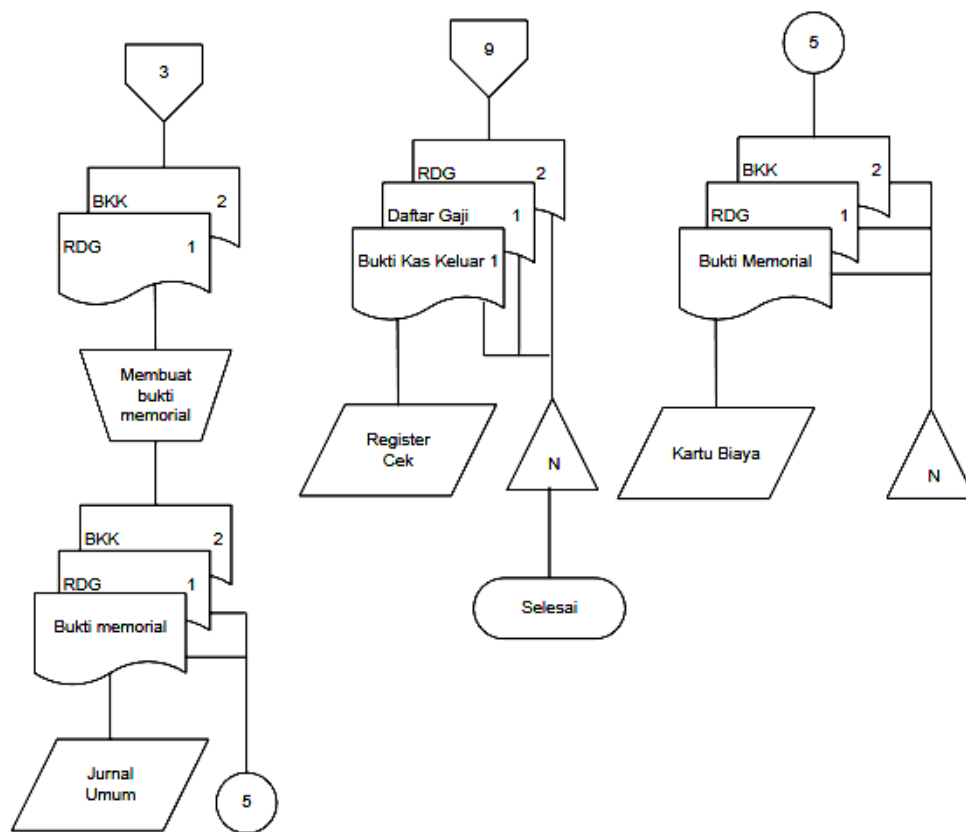 3
BKK 2
RDG 1
Membuat
bukti
memorial
BKK 2
RDG 1
Bukti memorial
Jurnal
Umum
5
9
RDG 2
Daftar Gaji 1
Bukti Kas Keluar 1
Register
Cek
N
Selesai
5
BKK 2
RDG 1
Bukti Memorial
Kartu Biaya
N